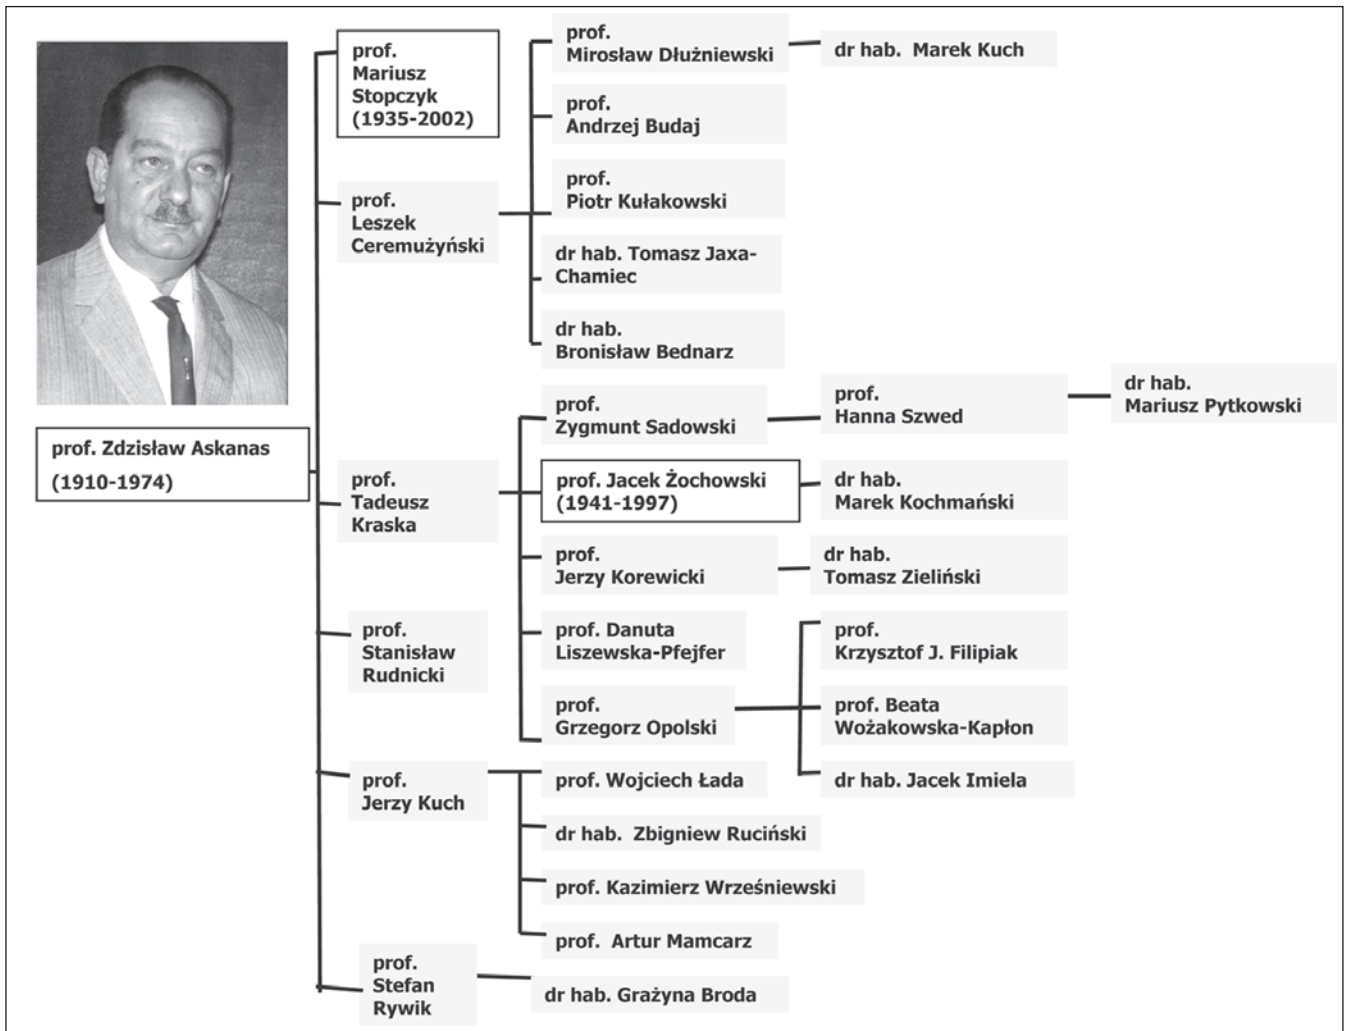 prof. Zdzisław Askanas
(1910-1974)
prof.
Mariusz
Stopczyk
(1935-2002)
prof.
Leszek
Ceremużyński
prof.
Mirosław Dłużniewski
dr hab.  Marek Kuch
prof.
Andrzej Budaj
prof.
Piotr Kułakowski
dr hab. Tomasz Jaxa-
Chamiec
dr hab.
Bronisław Bednarz
prof.
Tadeusz
Kraska
prof.
Zygmunt Sadowski
prof.
Hanna Szwed
dr hab.
Mariusz Pytkowski
prof. Jacek Żochowski
(1941-1997)
dr hab.
Marek Kochmański
prof.
Jerzy Korewicki
dr hab.
Tomasz Zieliński
prof. Danuta
Liszewska-Pfejfer
prof.
Grzegorz Opolski
prof.
Krzysztof J. Filipiak
prof. Beata
Wożakowska-Kapłon
dr hab. Jacek Imiela
prof.
Stanisław
Rudnicki
prof.
Jerzy Kuch
prof. Wojciech Łada
dr hab.  Zbigniew Ruciński
prof. Kazimierz Wrześniewski
prof.  Artur Mamcarz
prof.
Stefan
Rywik
dr hab. Grażyna Broda